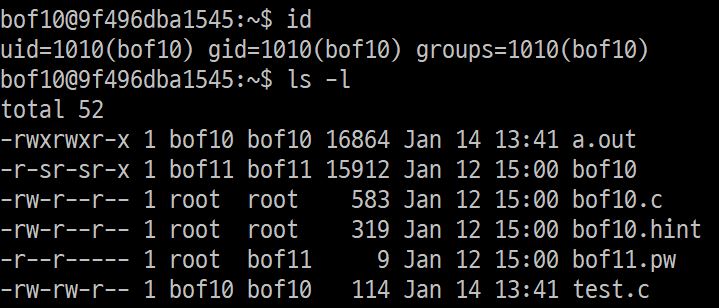 bof10@9f496dba1545:~$ id
uid=1010(bof10) gid=1010(bof10) groups=1010(bof10)
bof10@9f496dba1545:~$ ls -l
total 52
-rwxrwxr-x 1 bof10 bof10 16864 Jan 14 13:41 a.out
-r-sr-sr-x 1 bof11 bof11 15912 Jan 12 15:00 bof10
-rw-r--r-- 1 root  root    583 Jan 12 15:00 bof10.c
-rw-r--r-- 1 root  root    319 Jan 12 15:00 bof10.hint
-r--r----- 1 root  bof11     9 Jan 12 15:00 bof11.pw
-rw-rw-r-- 1 bof10 bof10   114 Jan 14 13:41 test.c